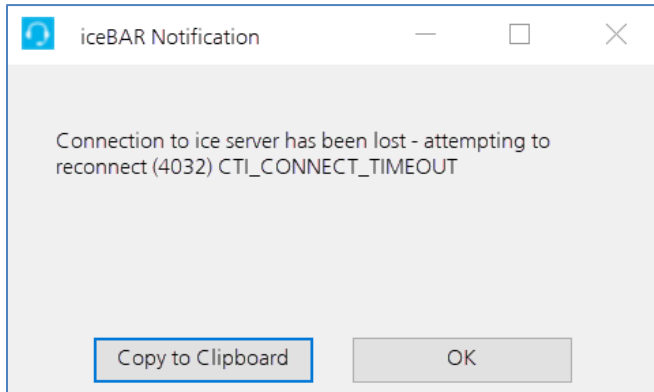 iceBAR Notification
Connection to ice server has been lost - attempting to
reconnect (4032) CTI_CONNECT_TIMEOUT
Copy to Clipboard
OK